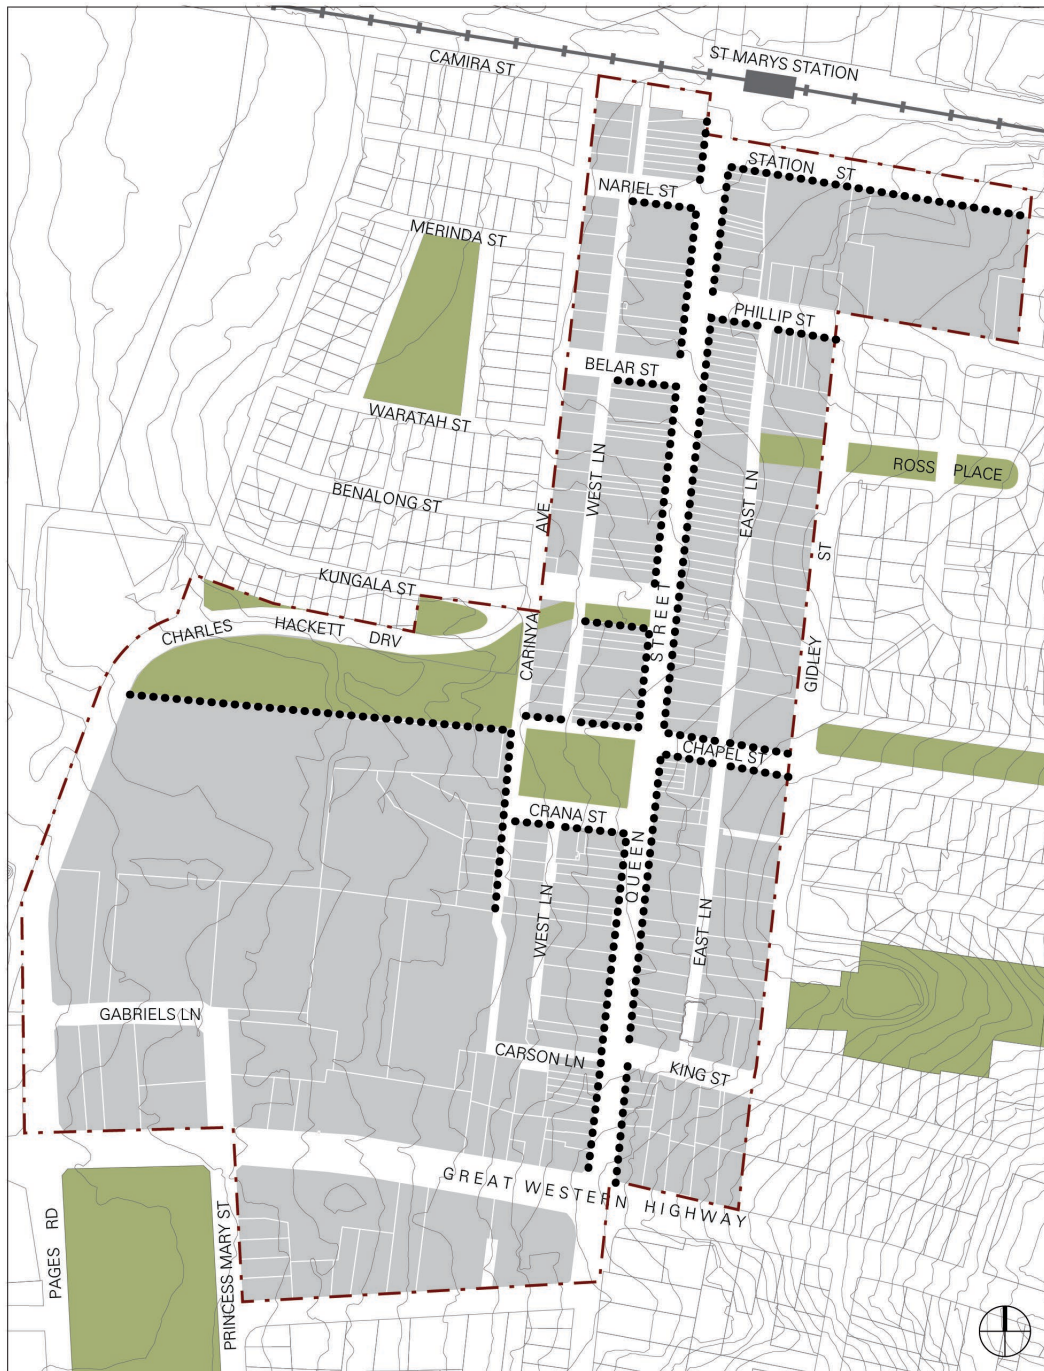 CAMIRA ST
ST MARYS STATION
STATION ST
NARIEL ST
MERINDA ST
PHILLIP ST
BELAR ST
WARATAH ST
ROSS PLACE
WEST LN
EAST LN
BENALONG ST
AVE
ST
KUNGALA ST
STREET
CHARLES HACKETT DRV
CARINYA
GIDLEY
CHAPEL ST
CRANA ST
QUEEN
WEST LN
EAST LN
GABRIELS LN
CARSON LN
KING ST
GREAT WESTERN HIGHWAY
PAGES RD
PRINCESS MARY ST